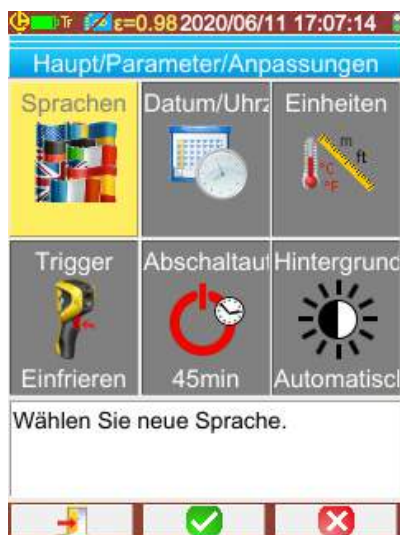 Tr ε=0.98 2020/06/11 17:07:14
Haupt/Parameter/Anpassungen
Sprachen Datum/Uhrz Einheiten
m
ft
°C
°F
Trigger Abschaltaut Hintergrund
Einfrieren 45min Automatiscl
Wählen Sie neue Sprache.